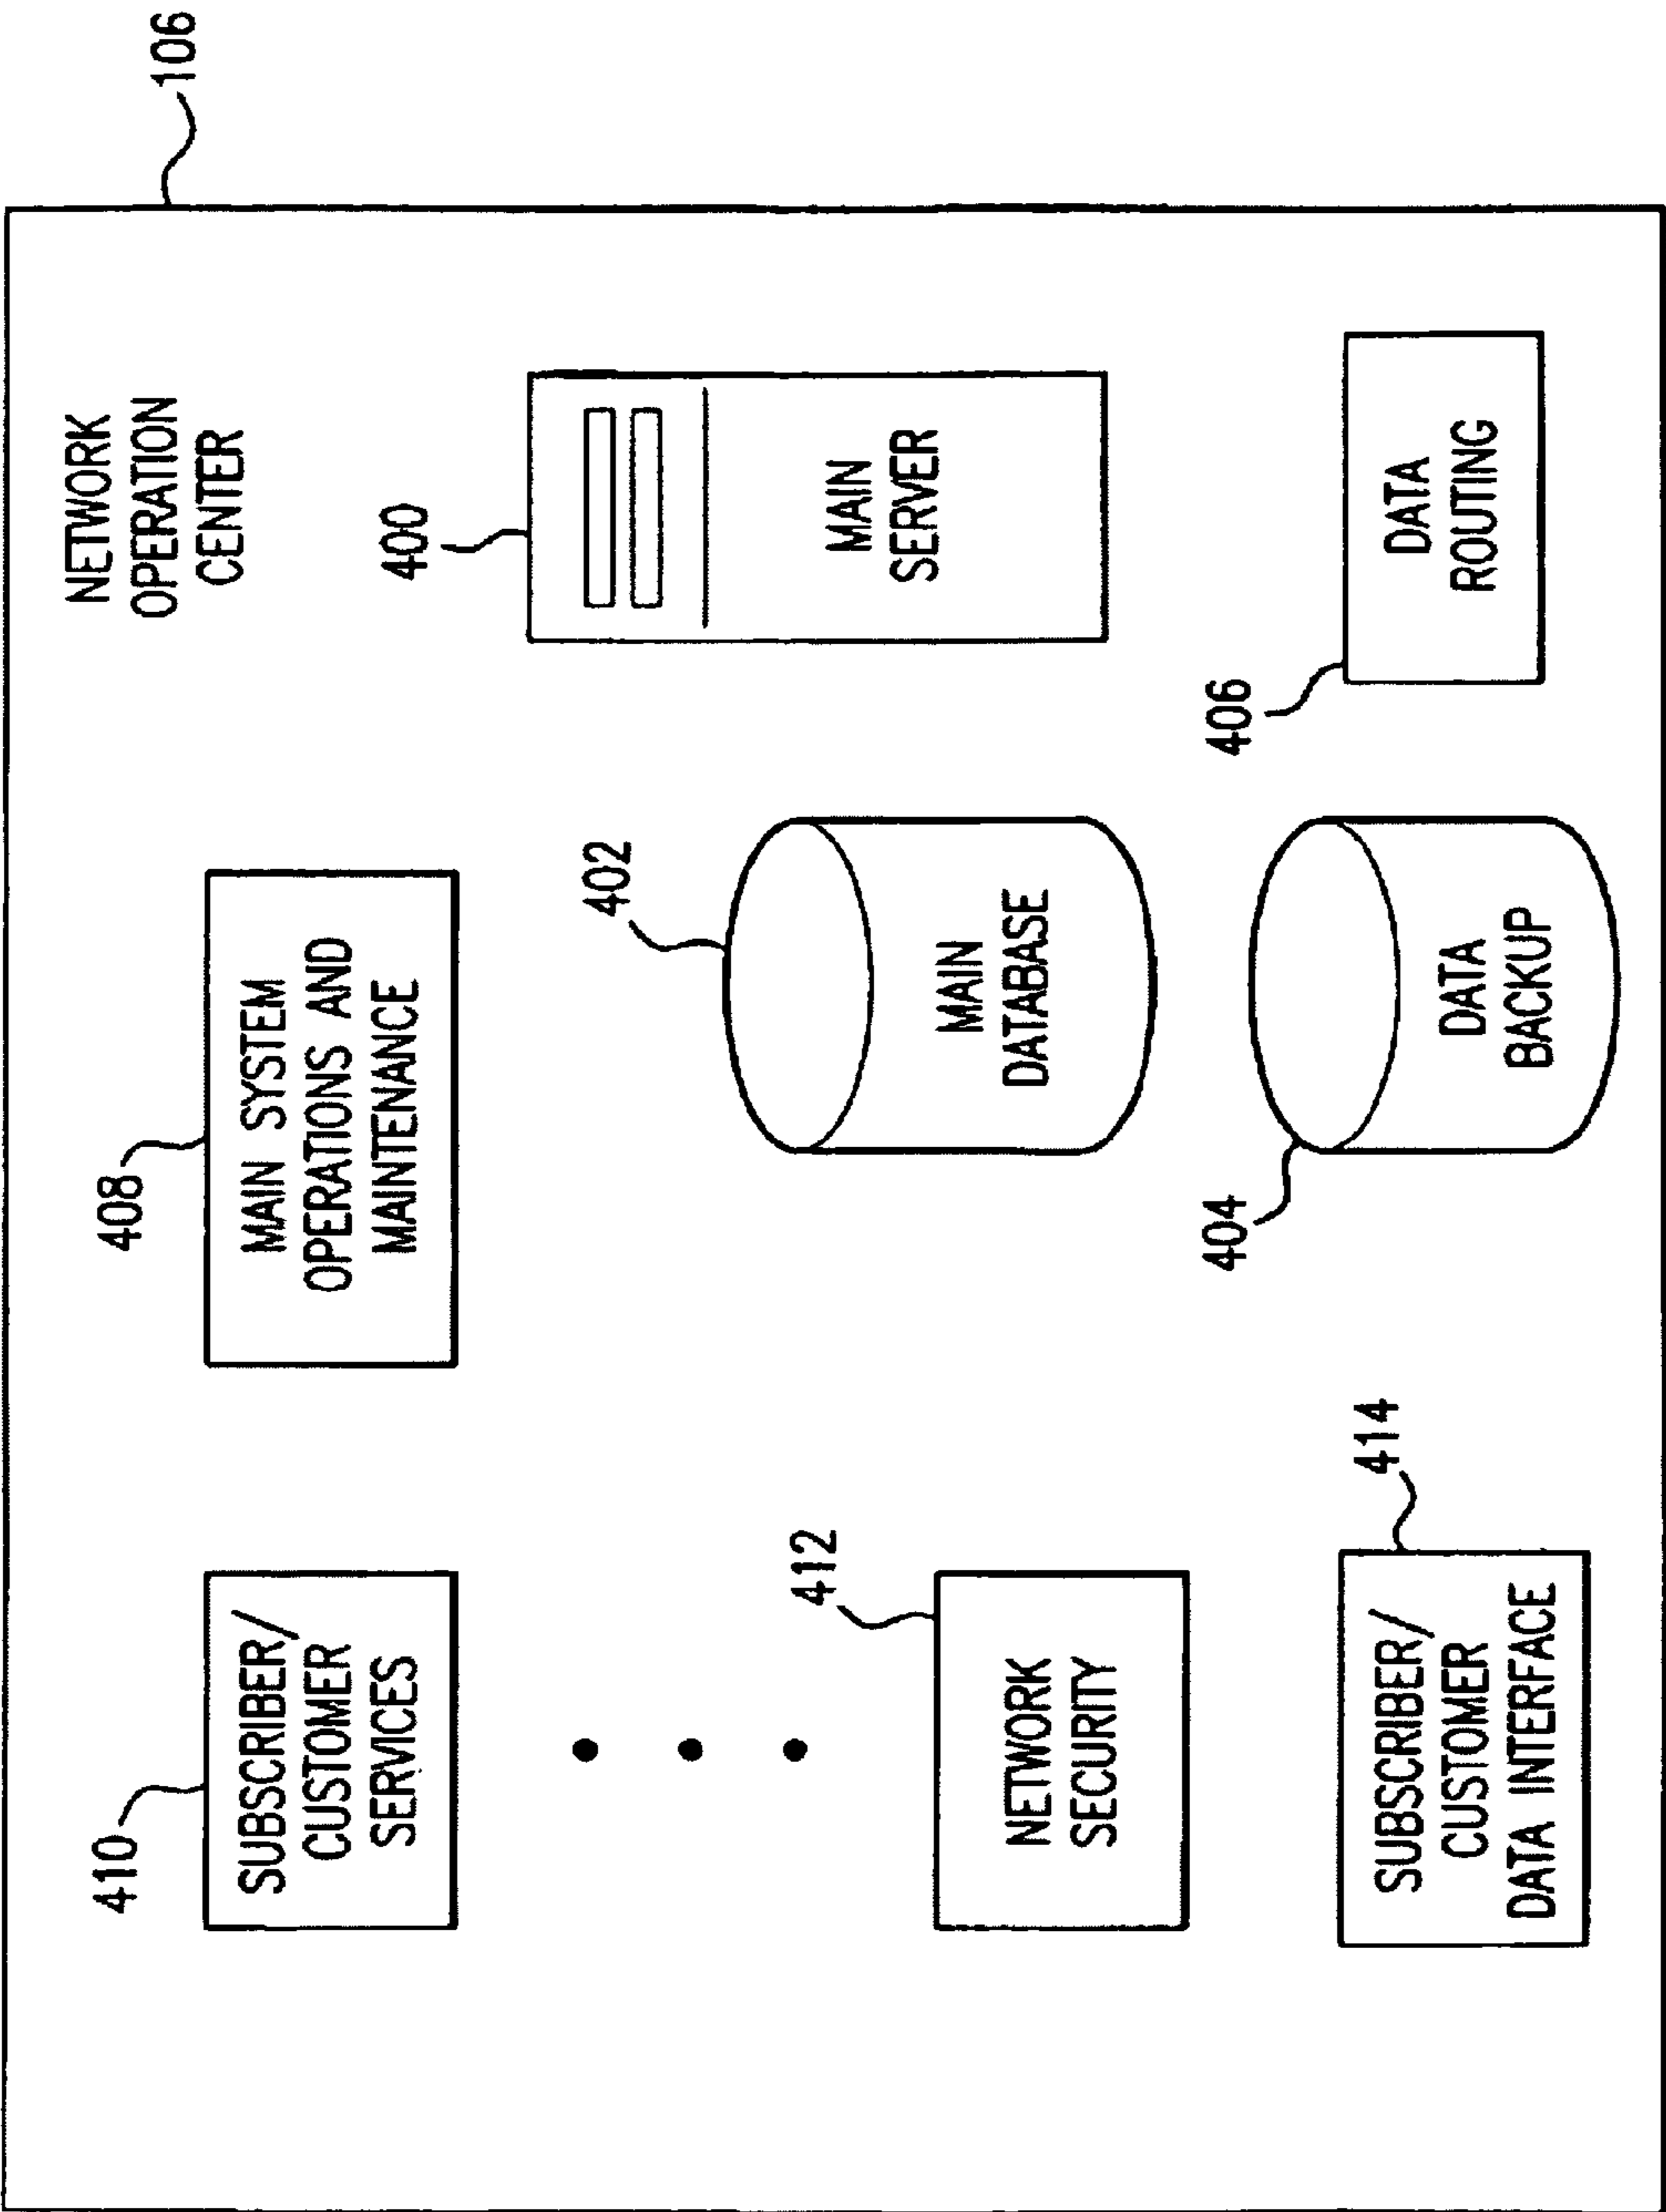 106
NETWORK
OPERATION
CENTER
410
SUBSCRIBER/
CUSTOMER
SERVICES
408
MAIN SYSTEM
OPERATIONS AND
MAINTENANCE
400
MAIN
SERVER
402
MAIN
DATABASE
412
NETWORK
SECURITY
414
SUBSCRIBER/
CUSTOMER
DATA INTERFACE
404
DATA
BACKUP
406
DATA
ROUTING